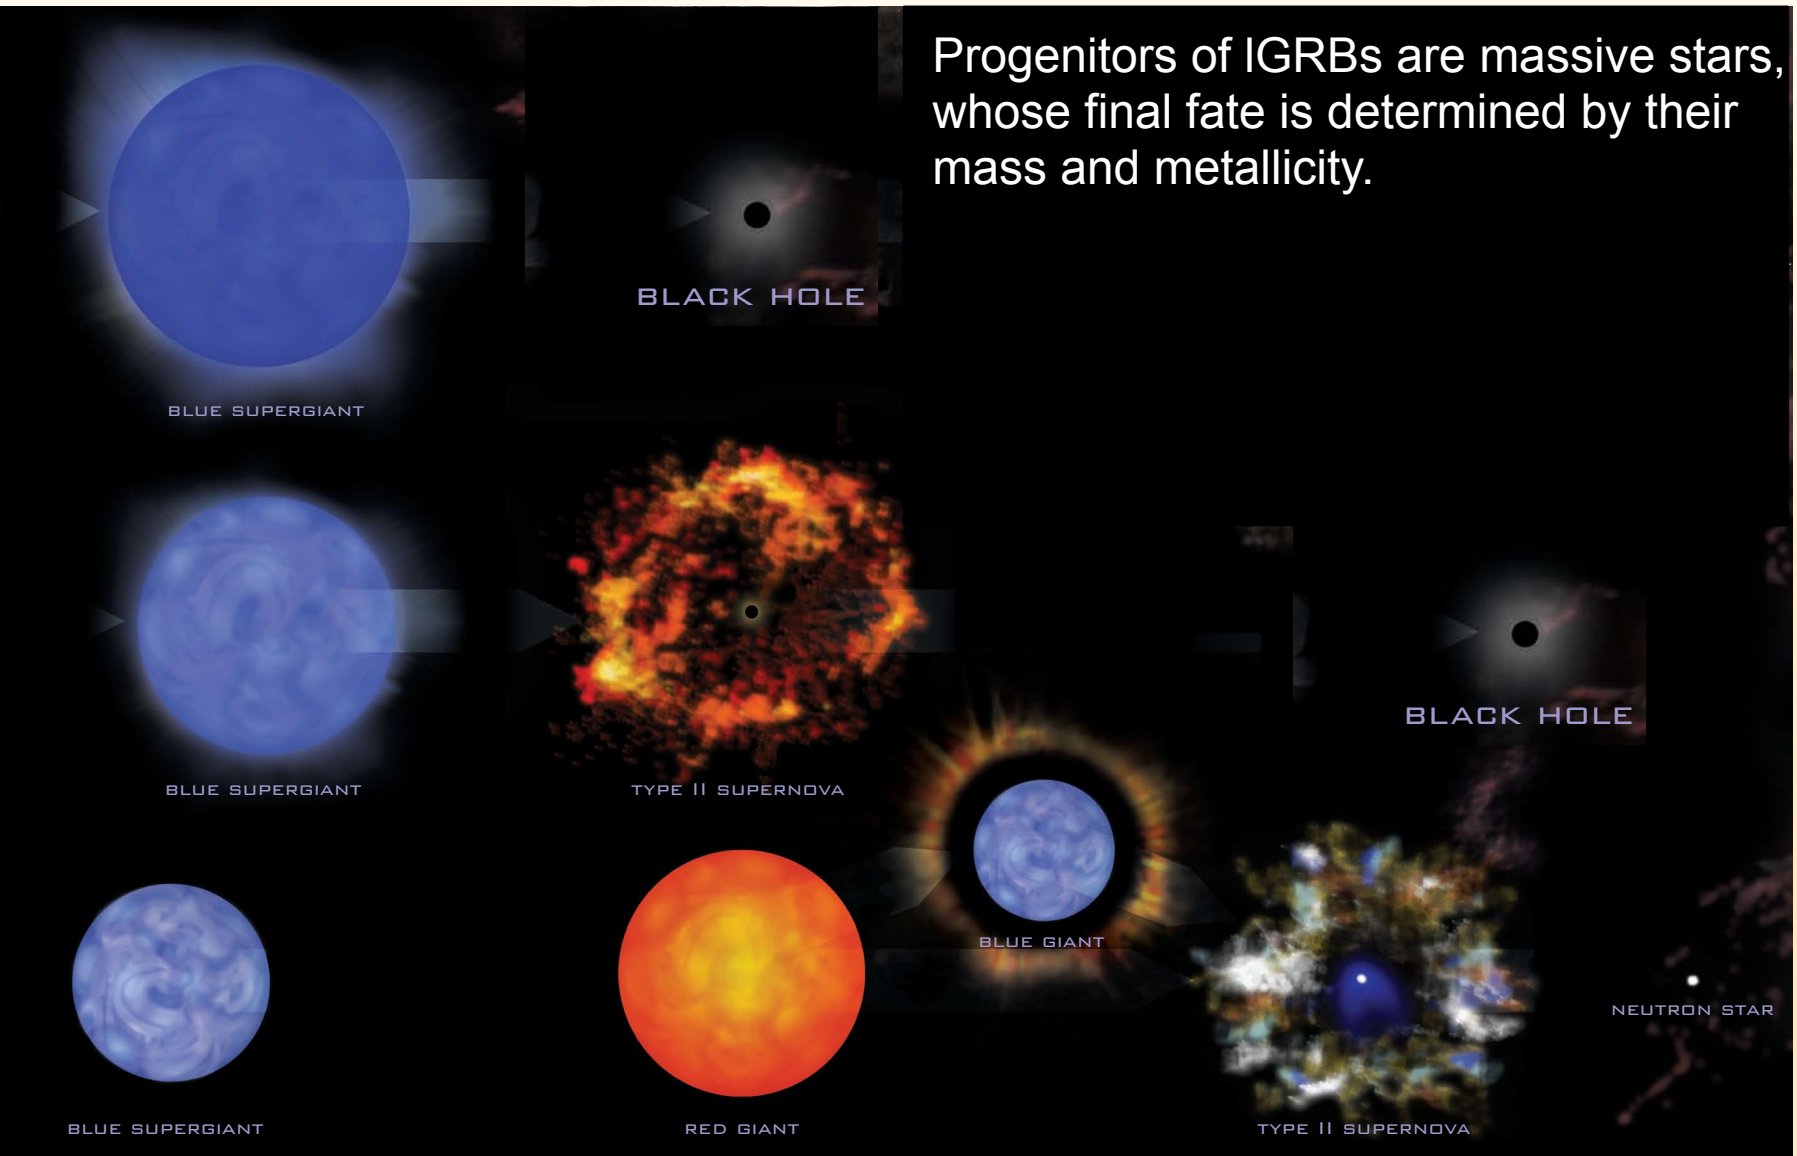 Progenitors of lGRBs are massive stars,
whose final fate is determined by their
mass and metallicity.
BLACK HOLE
BLUE SUPERGIANT
BLACK HOLE
BLUE SUPERGIANT
TYPE II SUPERNOVA
BLUE GIANT
NEUTRON STAR
BLUE SUPERGIANT
RED GIANT
TYPE II SUPERNOVA